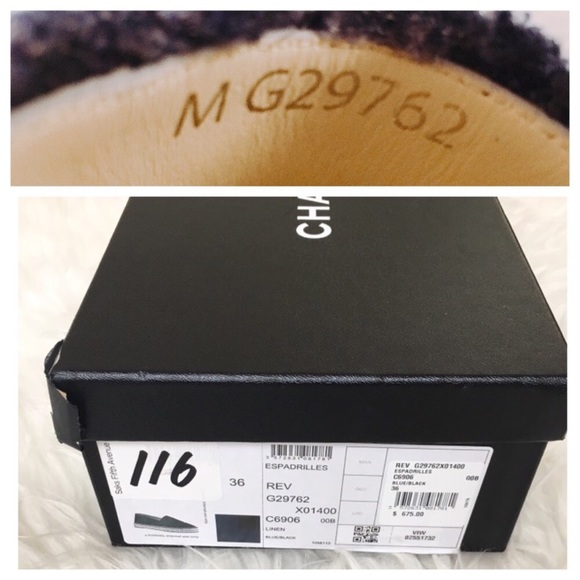 M G29762
CHA
Saks Fifth Avenue
116
36
ESPADRILLES
REV
G29762
X01400
C6906 00B
LINEN
BLUE/BLACK
REV G29762X01400
ESPADRILLES
C6906 00B
BLUE/BLACK
36
$ 675.00
VIW
02551732